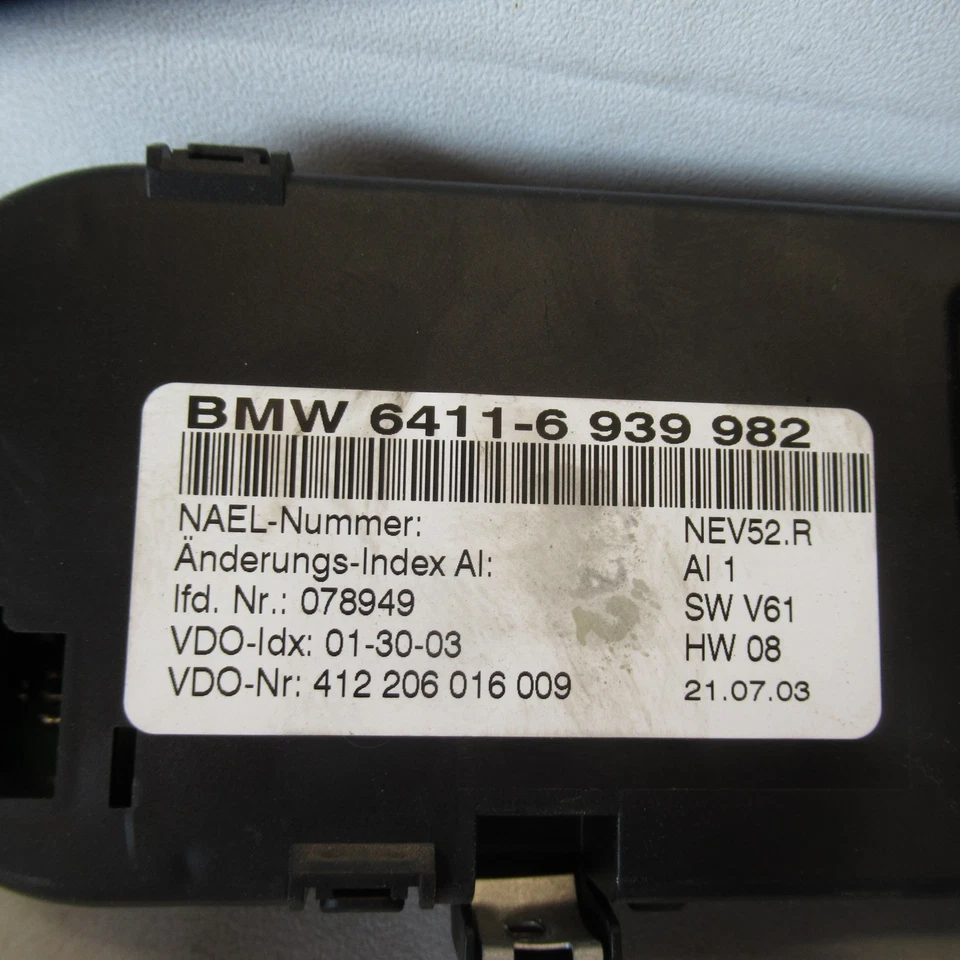 BMW 6411-6 939 982
NAEL-Nummer: NEV52.R
Änderungs-Index AI: AI 1
lfd. Nr.: 078949 SW V61
VDO-Idx: 01-30-03 HW 08
VDO-Nr: 412 206 016 009 21.07.03